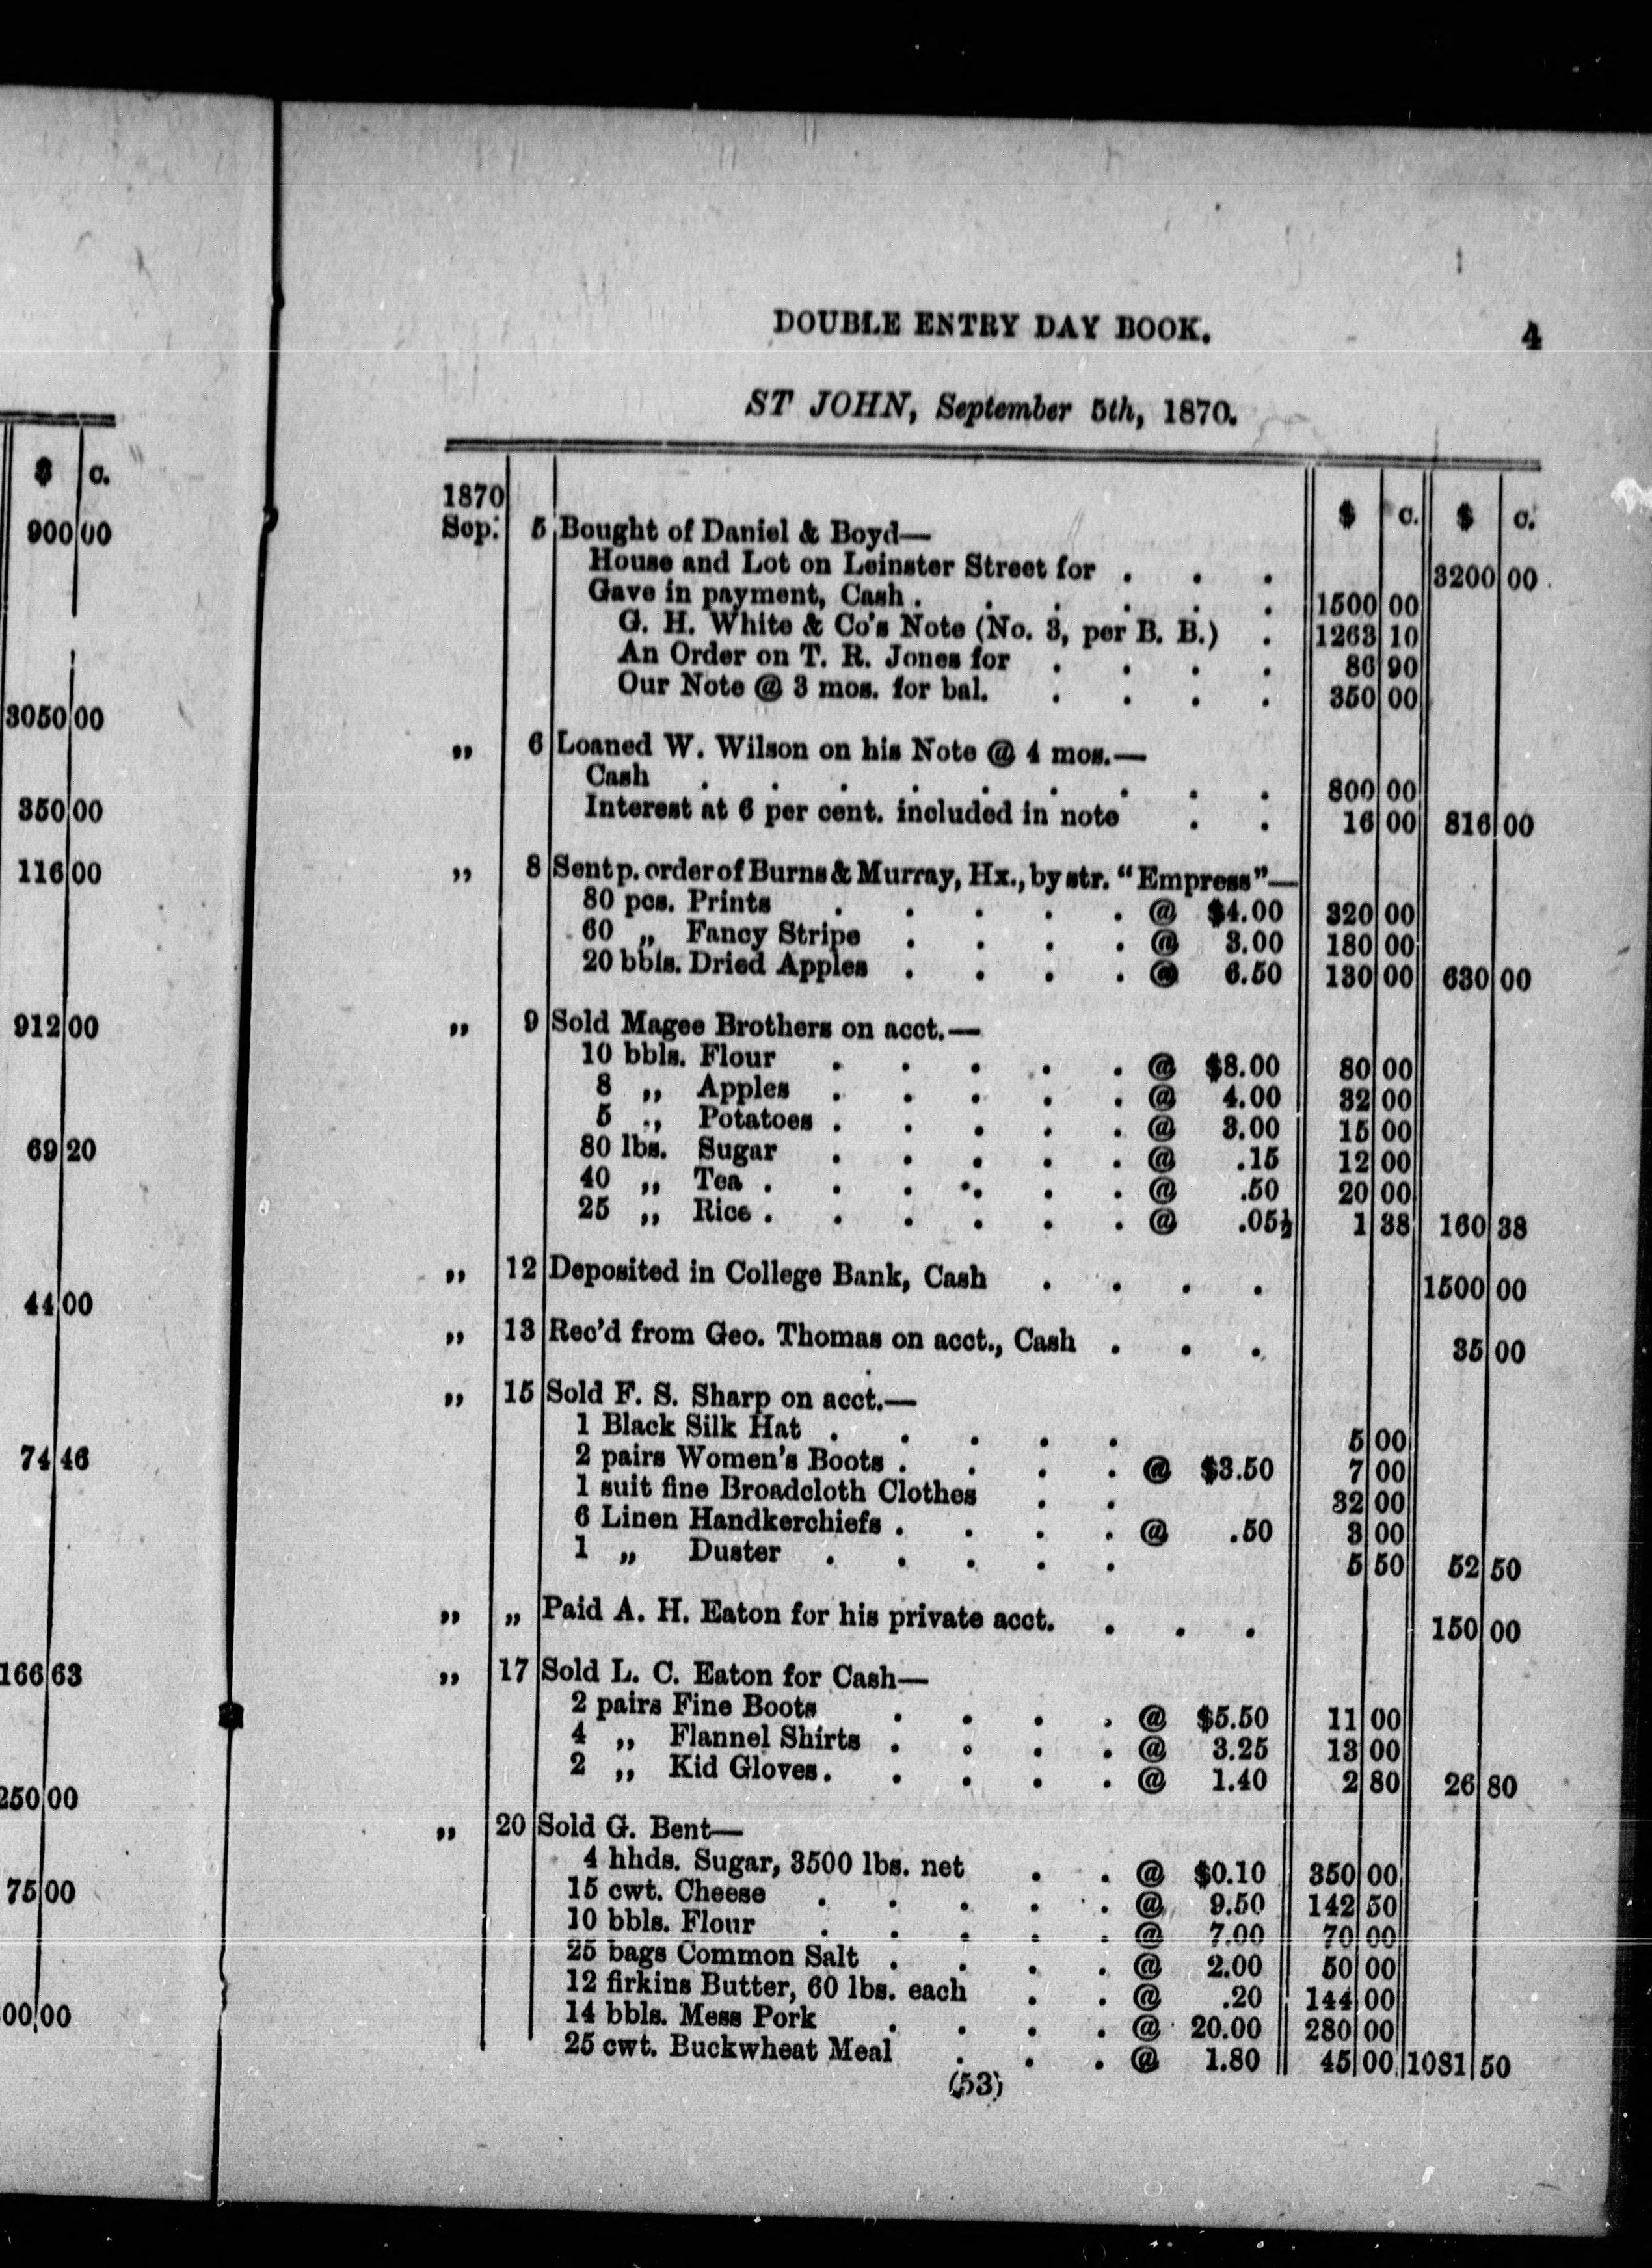 $ c.
900 00
3050 00
350 00
116 00
912 00
69 20
44 00
74 46
166 63
250 00
75 00
00 00
DOUBLE ENTRY DAY BOOK. 4
ST JOHN, September 5th, 1870.
1870 $ c. $ c.
Sep. 5 Bought of Daniel & Boyd—
House and Lot on Leinster Street for . . . 3200 00
Gave in payment, Cash . . . . . . 1500 00
G. H. White & Co's Note (No. 3, per B. B.) . 1263 10
An Order on T. R. Jones for . . . . 86 90
Our Note @ 3 mos. for bal. . . . . 350 00
„ 6 Loaned W. Wilson on his Note @ 4 mos.—
Cash . . . . . . . . . 800 00
Interest at 6 per cent. included in note . . 16 00 816 00
„ 8 Sent p. order of Burns & Murray, Hx., by str. "Empress"—
80 pcs. Prints . . . . . @ $4.00 320 00
60 „ Fancy Stripe . . . . @ 3.00 180 00
20 bbls. Dried Apples . . . . @ 6.50 130 00 630 00
„ 9 Sold Magee Brothers on acct.—
10 bbls. Flour . . . . . @ $8.00 80 00
8 „ Apples . . . . . @ 4.00 32 00
5 „ Potatoes . . . . . @ 3.00 15 00
80 lbs. Sugar . . . . . @ .15 12 00
40 „ Tea . . . . . . @ .50 20 00
25 „ Rice . . . . . . @ .05½ 1 38 160 38
„ 12 Deposited in College Bank, Cash . . . . 1500 00
„ 13 Rec'd from Geo. Thomas on acct., Cash . . . 35 00
„ 15 Sold F. S. Sharp on acct.—
1 Black Silk Hat . . . . . 5 00
2 pairs Women's Boots . . . . @ $3.50 7 00
1 suit fine Broadcloth Clothes . . 32 00
6 Linen Handkerchiefs . . . . @ .50 3 00
1 „ Duster . . . . . 5 50 52 50
„ „ Paid A. H. Eaton for his private acct. . . . 150 00
„ 17 Sold L. C. Eaton for Cash—
2 pairs Fine Boots . . . . @ $5.50 11 00
4 „ Flannel Shirts . . . . @ 3.25 13 00
2 „ Kid Gloves . . . . . @ 1.40 2 80 26 80
„ 20 Sold G. Bent—
4 hhds. Sugar, 3500 lbs. net . . @ $0.10 350 00
15 cwt. Cheese . . . . . @ 9.50 142 50
10 bbls. Flour . . . . . @ 7.00 70 00
25 bags Common Salt . . . . @ 2.00 50 00
12 firkins Butter, 60 lbs. each . . @ .20 144 00
14 bbls. Mess Pork . . . . @ 20.00 280 00
25 cwt. Buckwheat Meal . . . @ 1.80 45 00 1081 50
(53)